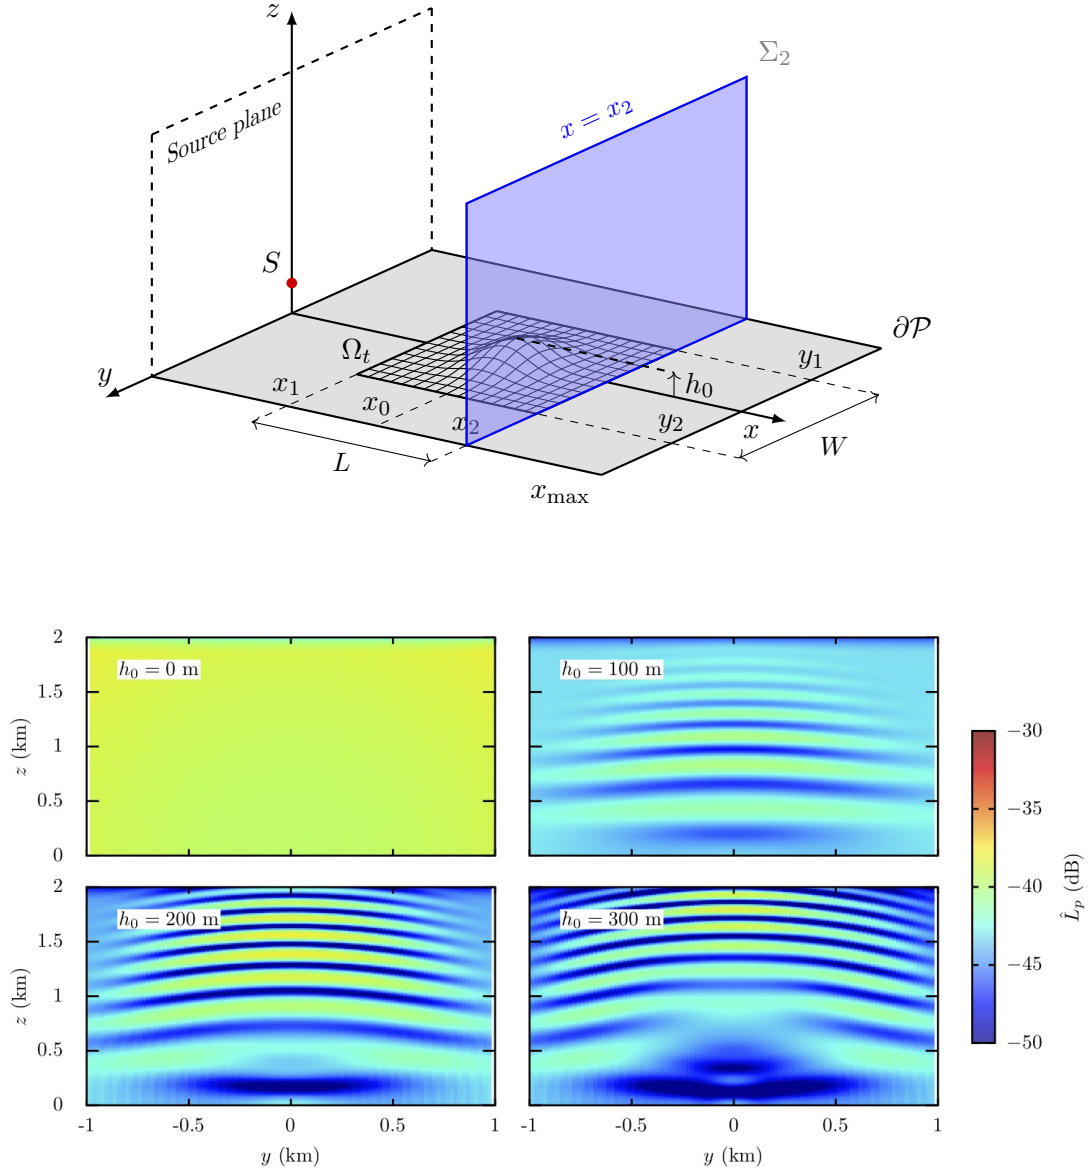 z
Σ₂
x = x₂
Source plane
S
∂𝒫
Ωₜ
y₁
y
x₁
h₀
x₀
x₂
y₂
x
W
L
x_max
2
1.5
1
0.5
0
z (km)
h₀ = 0 m
h₀ = 100 m
−30
−35
−40
−45
−50
L̂ₚ (dB)
2
1.5
1
0.5
0
z (km)
h₀ = 200 m
h₀ = 300 m
-1 -0.5 0 0.5 1
-1 -0.5 0 0.5 1
y (km)
y (km)